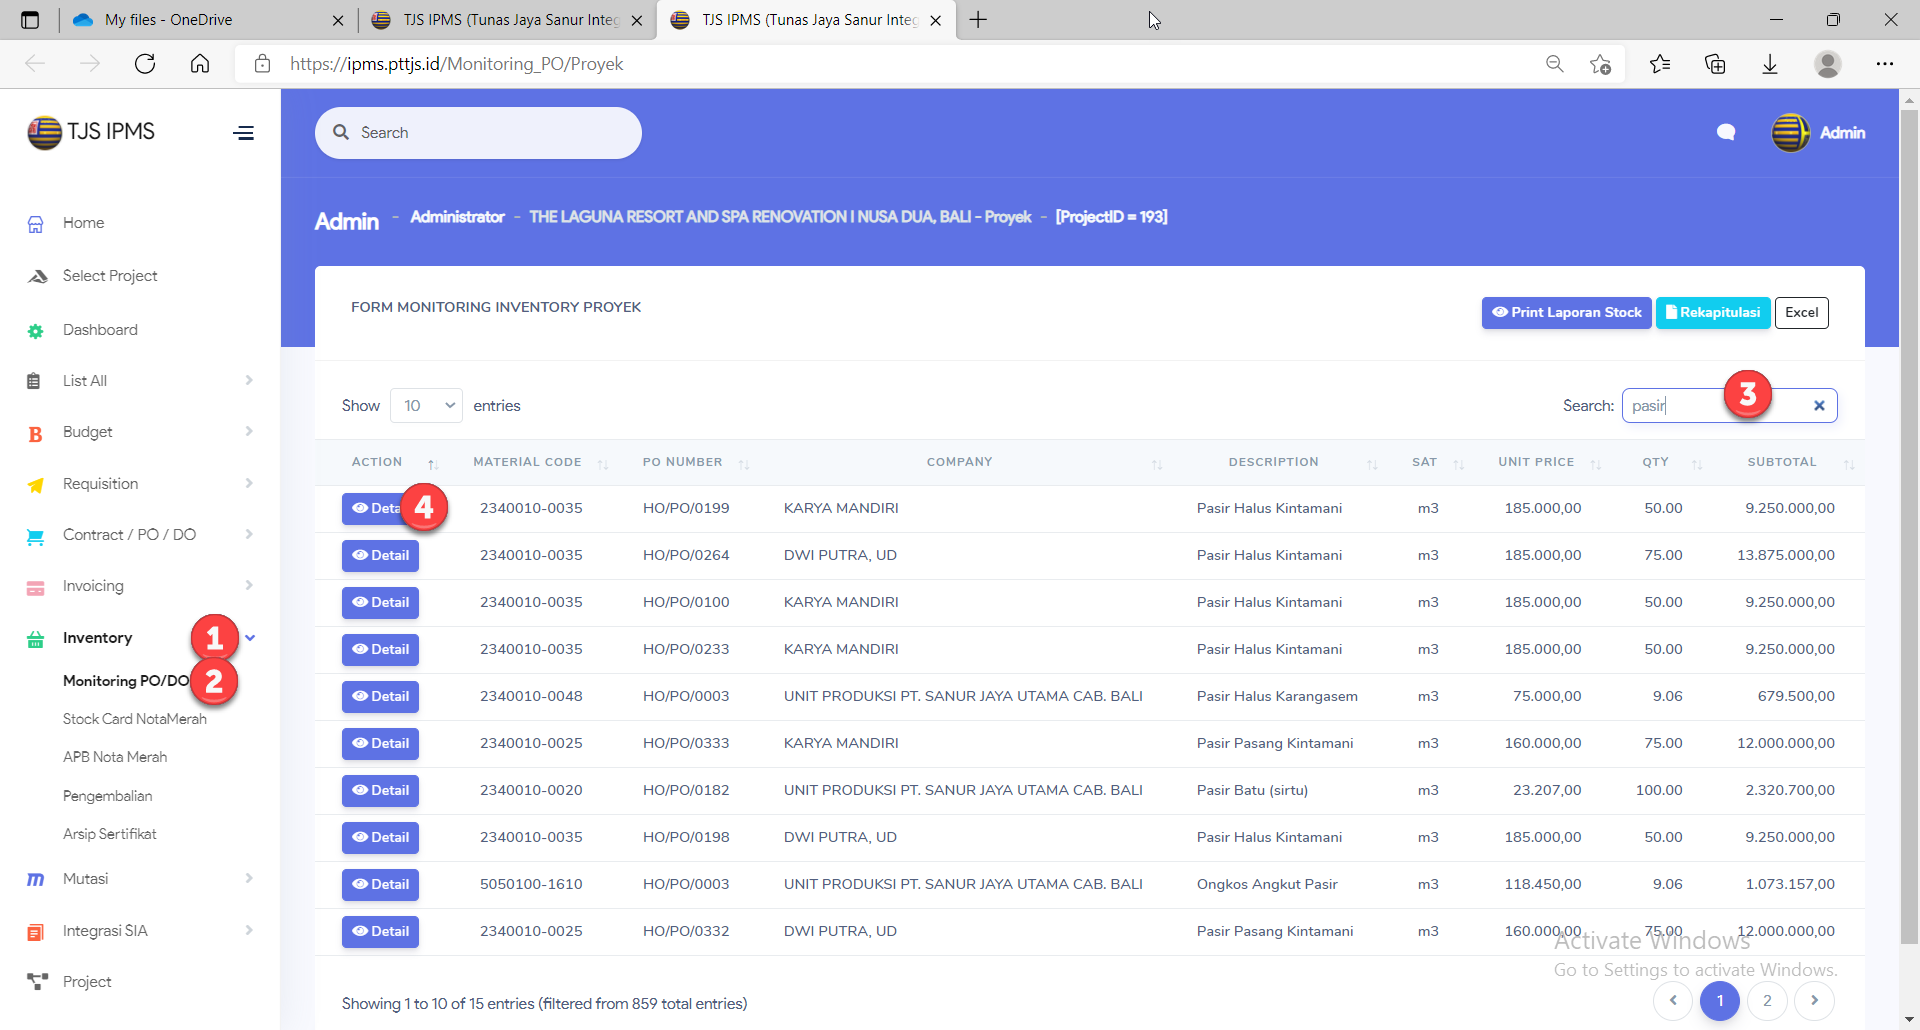 My files - OneDrive
TJS IPMS (Tunas Jaya Sanur Integ
TJS IPMS (Tunas Jaya Sanur Integ
https://ipms.pttjs.id/Monitoring_PO/Proyek
TJS IPMS
Search
Admin
Admin - Administrator - THE LAGUNA RESORT AND SPA RENOVATION I NUSA DUA, BALI - Proyek - [ProjectID = 193]
Home
Select Project
Dashboard
List All
Budget
Requisition
Contract / PO / DO
Invoicing
Inventory 1
Monitoring PO/DO 2
Stock Card NotaMerah
APB Nota Merah
Pengembalian
Arsip Sertifikat
Mutasi
Integrasi SIA
Project
FORM MONITORING INVENTORY PROYEK
Print Laporan Stock Rekapitulasi Excel
Show 10 entries
Search: pasir 3
ACTION MATERIAL CODE PO NUMBER COMPANY DESCRIPTION SAT UNIT PRICE QTY SUBTOTAL
Deta 4 2340010-0035 HO/PO/0199 KARYA MANDIRI Pasir Halus Kintamani m3 185.000,00 50.00 9.250.000,00
Detail 2340010-0035 HO/PO/0264 DWI PUTRA, UD Pasir Halus Kintamani m3 185.000,00 75.00 13.875.000,00
Detail 2340010-0035 HO/PO/0100 KARYA MANDIRI Pasir Halus Kintamani m3 185.000,00 50.00 9.250.000,00
Detail 2340010-0035 HO/PO/0233 KARYA MANDIRI Pasir Halus Kintamani m3 185.000,00 50.00 9.250.000,00
Detail 2340010-0048 HO/PO/0003 UNIT PRODUKSI PT. SANUR JAYA UTAMA CAB. BALI Pasir Halus Karangasem m3 75.000,00 9.06 679.500,00
Detail 2340010-0025 HO/PO/0333 KARYA MANDIRI Pasir Pasang Kintamani m3 160.000,00 75.00 12.000.000,00
Detail 2340010-0020 HO/PO/0182 UNIT PRODUKSI PT. SANUR JAYA UTAMA CAB. BALI Pasir Batu (sirtu) m3 23.207,00 100.00 2.320.700,00
Detail 2340010-0035 HO/PO/0198 DWI PUTRA, UD Pasir Halus Kintamani m3 185.000,00 50.00 9.250.000,00
Detail 5050100-1610 HO/PO/0003 UNIT PRODUKSI PT. SANUR JAYA UTAMA CAB. BALI Ongkos Angkut Pasir m3 118.450,00 9.06 1.073.157,00
Detail 2340010-0025 HO/PO/0332 DWI PUTRA, UD Pasir Pasang Kintamani m3 160.000,00 75.00 12.000.000,00
Activate Windows
Go to Settings to activate Windows.
Showing 1 to 10 of 15 entries (filtered from 859 total entries)
1 2